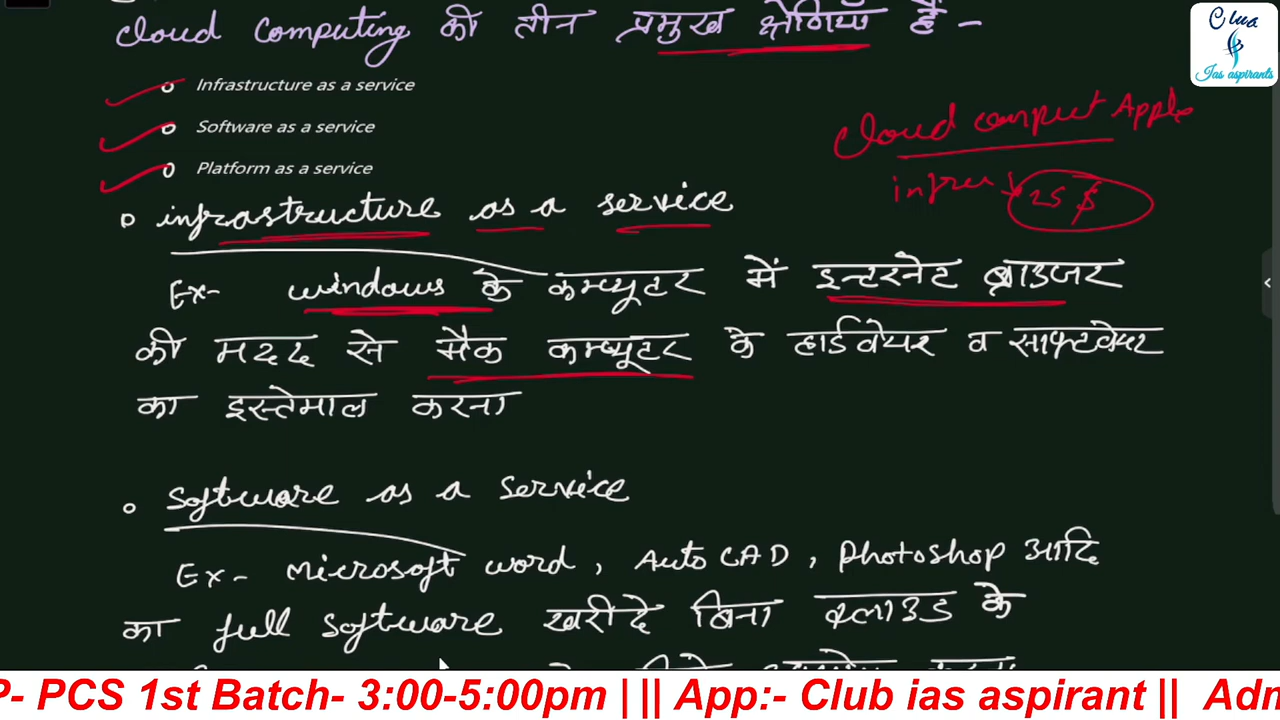 Cloud Computing की तीन प्रमुख श्रेणियाँ हैं -
Clua
Ias aspirants
Infrastructure as a service
Software as a service
Platform as a service
Cloud comput Apple
infra 25 $
infrastructure as a service
Ex- windows के कम्प्यूटर में इन्टरनेट ब्राउजर
की मदद से मैक कम्प्यूटर के हार्डवेयर व साफ्टवेयर
का इस्तेमाल करना
Software as a service
Ex- Microsoft word, Auto CAD, Photoshop आदि
का full software खरीदे बिना क्लाउड के
P- PCS 1st Batch- 3:00-5:00pm | || App:- Club ias aspirant || Adm